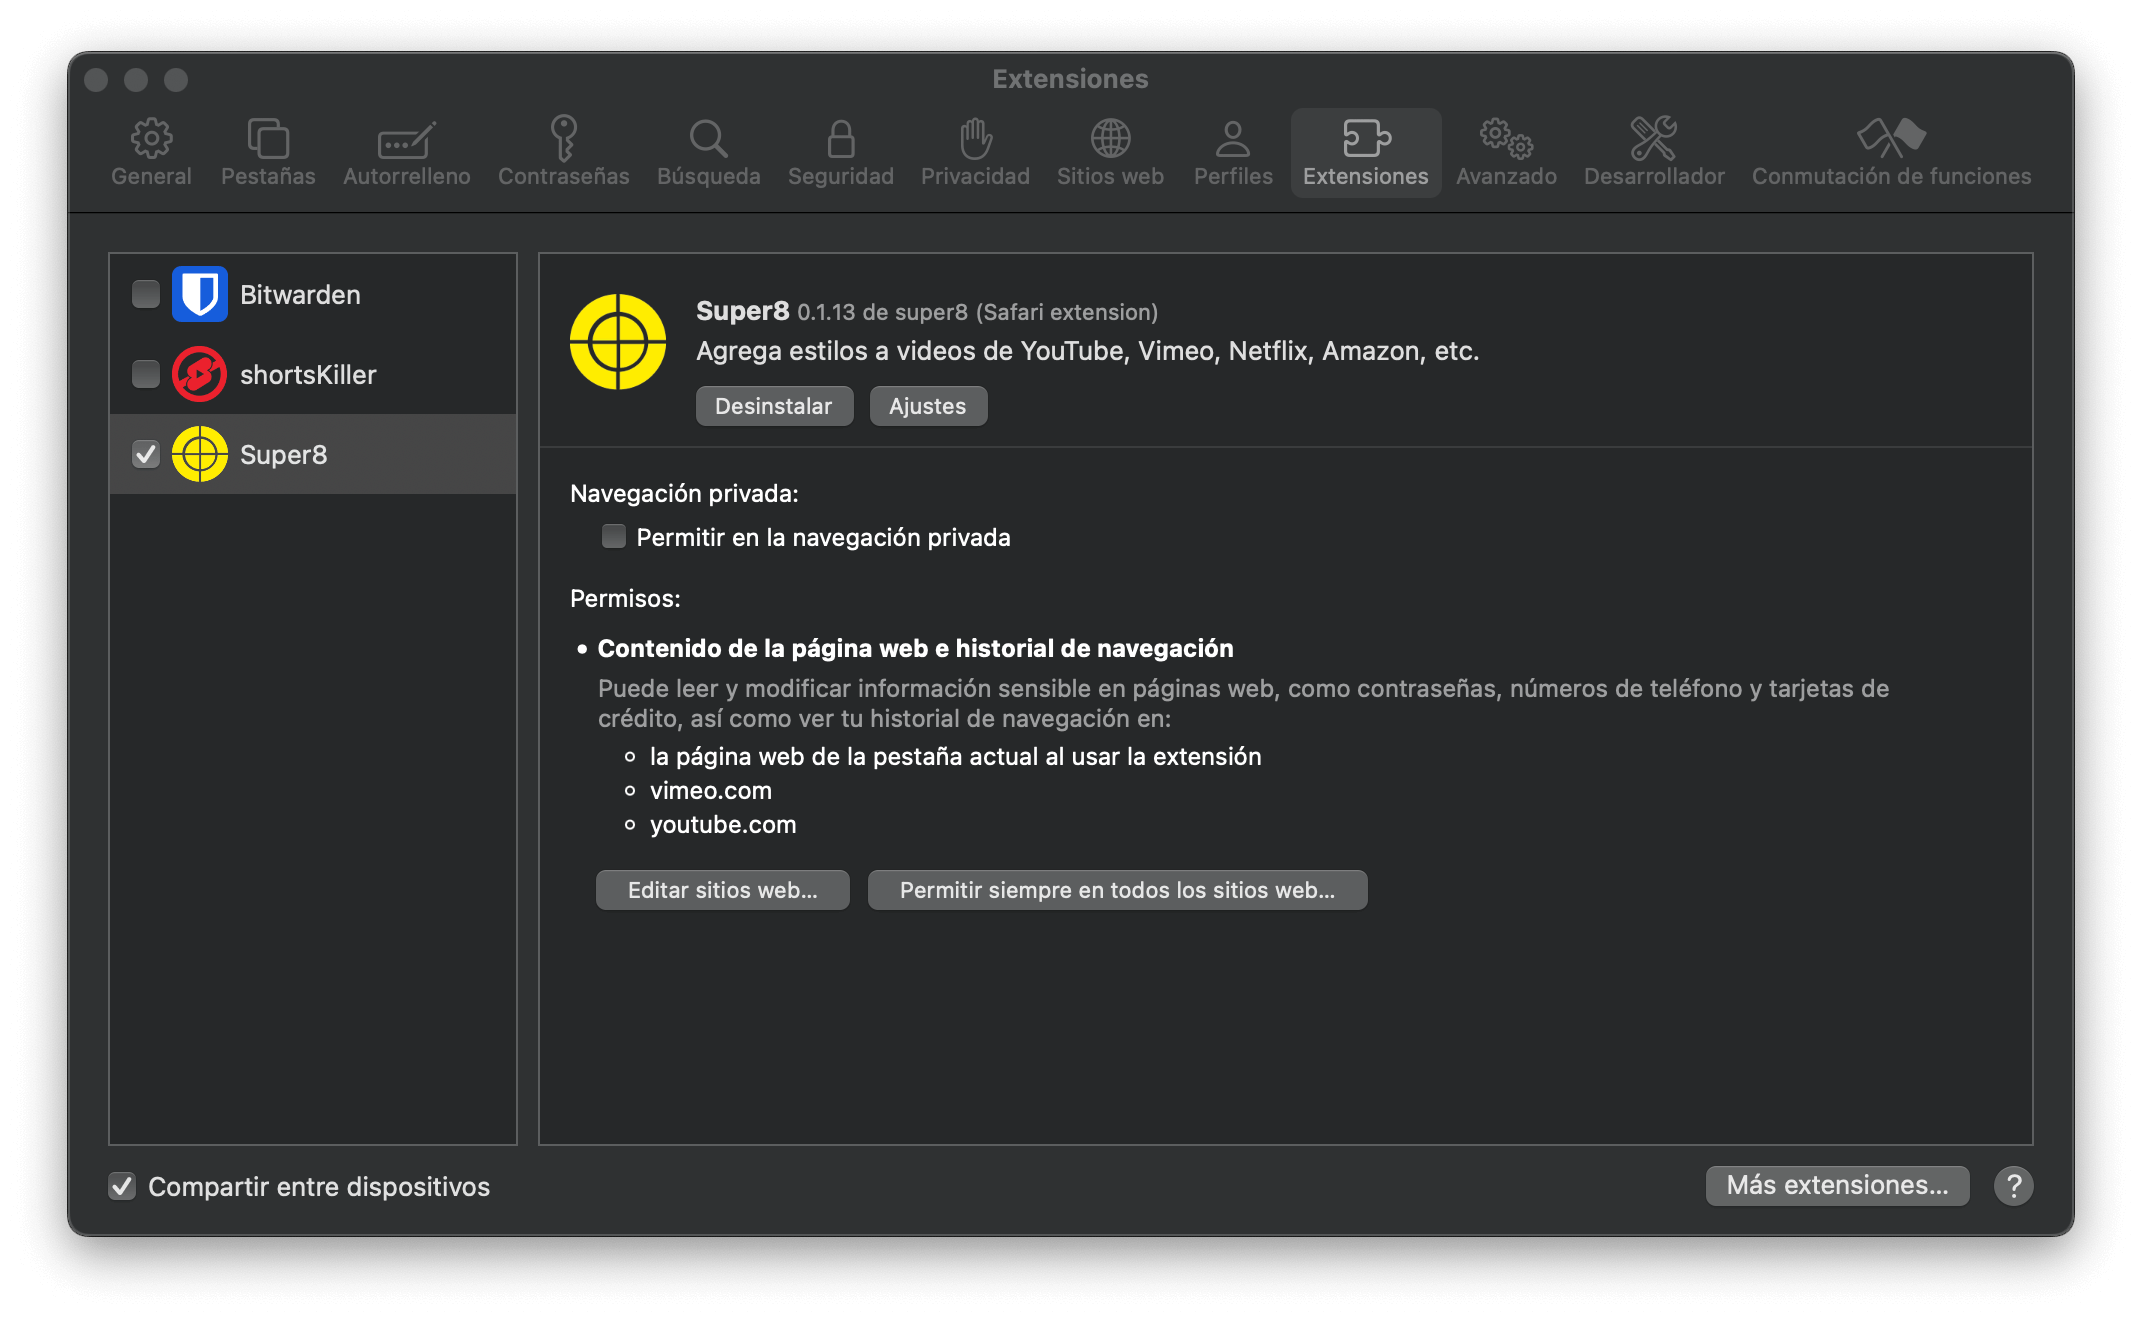 Extensiones
General
Pestañas
Autorrelleno
Contraseñas
Búsqueda
Seguridad
Privacidad
Sitios web
Perfiles
Extensiones
Avanzado
Desarrollador
Conmutación de funciones
Bitwarden
shortsKiller
Super8
Super8 0.1.13 de super8 (Safari extension)
Agrega estilos a videos de YouTube, Vimeo, Netflix, Amazon, etc.
Desinstalar
Ajustes
Navegación privada:
Permitir en la navegación privada
Permisos:
• Contenido de la página web e historial de navegación
Puede leer y modificar información sensible en páginas web, como contraseñas, números de teléfono y tarjetas de
crédito, así como ver tu historial de navegación en:
la página web de la pestaña actual al usar la extensión
vimeo.com
youtube.com
Editar sitios web...
Permitir siempre en todos los sitios web...
Compartir entre dispositivos
Más extensiones...
?